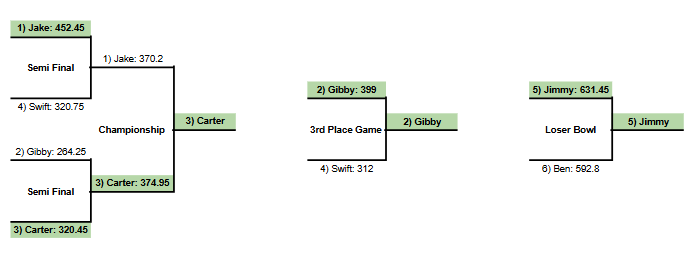 1) Jake: 452.45
Semi Final
1) Jake: 370.2
4) Swift: 320.75
Championship
3) Carter
2) Gibby: 264.25
Semi Final
3) Carter: 374.95
3) Carter: 320.45
2) Gibby: 399
3rd Place Game
2) Gibby
4) Swift: 312
5) Jimmy: 631.45
Loser Bowl
5) Jimmy
6) Ben: 592.8